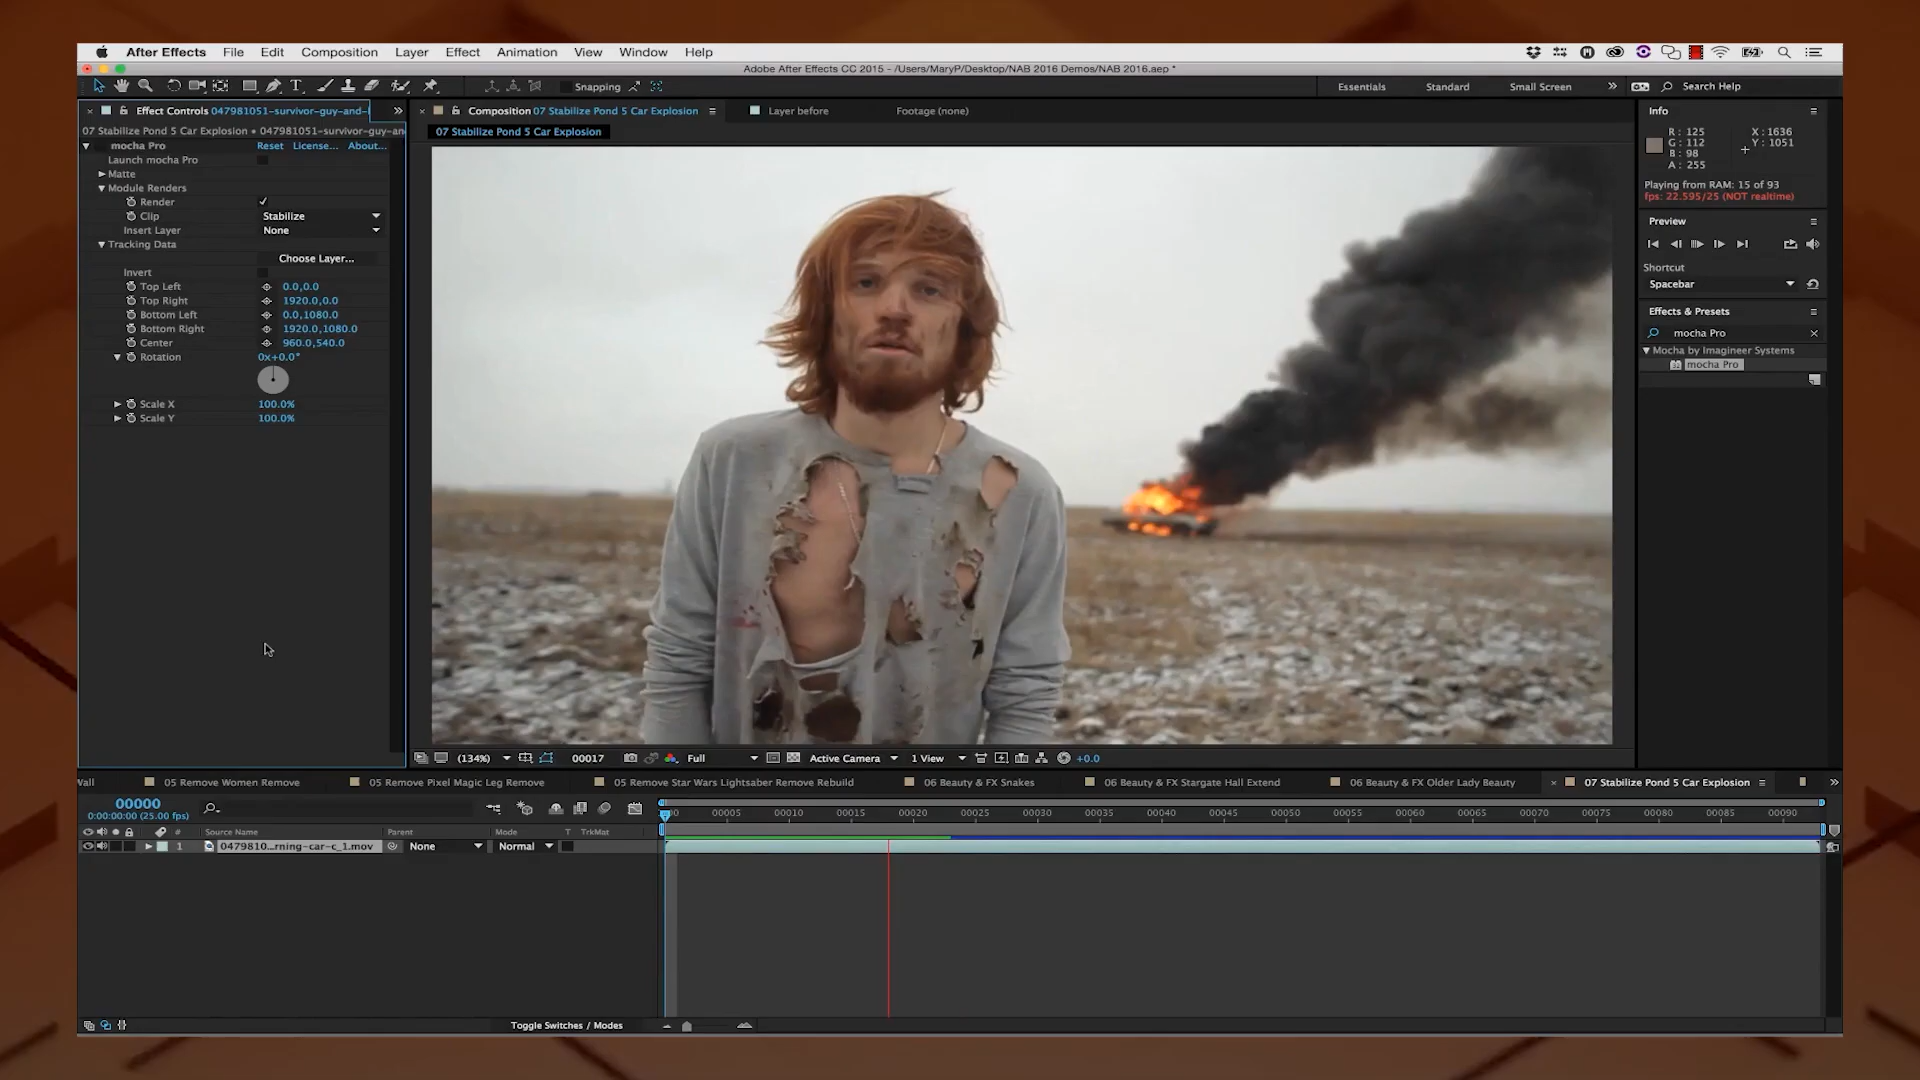 After Effects File Edit Composition Layer Effect Animation View Window Help
Adobe After Effects CC 2015 - /Users/MaryP/Desktop/NAB 2016 Demos/NAB 2016.aep *
Snapping
Essentials Standard Small Screen Search Help
Effect Controls 047981051-survivor-guy-and-
07 Stabilize Pond 5 Car Explosion • 047981051-survivor-guy-an
mocha Pro Reset License... About...
Launch mocha Pro
Matte
Module Renders
Render
Clip Stabilize
Insert Layer None
Tracking Data
Choose Layer...
Invert
Top Left 0.0,0.0
Top Right 1920.0,0.0
Bottom Left 0.0,1080.0
Bottom Right 1920.0,1080.0
Center 960.0,540.0
Rotation 0x+0.0°
Scale X 100.0%
Scale Y 100.0%
Composition 07 Stabilize Pond 5 Car Explosion
Layer before
Footage (none)
07 Stabilize Pond 5 Car Explosion
(134%) 00017 Full Active Camera 1 View +0.0
Info
R : 125 X : 1636
G : 112 Y : 1051
B : 98
A : 255
Playing from RAM: 15 of 93
fps: 22.595/25 (NOT realtime)
Preview
Shortcut
Spacebar
Effects & Presets
mocha Pro
Mocha by Imagineer Systems
32 mocha Pro
Wall 05 Remove Women Remove 05 Remove Pixel Magic Leg Remove 05 Remove Star Wars Lightsaber Remove Rebuild 06 Beauty & FX Snakes 06 Beauty & FX Stargate Hall Extend 06 Beauty & FX Older Lady Beauty 07 Stabilize Pond 5 Car Explosion
00000
0:00:00:00 (25.00 fps)
00 00005 00010 00015 00020 00025 00030 00035 00040 00045 00050 00055 00060 00065 00070 00075 00080 00085 00090
# Source Name Parent Mode T TrkMat
1 0479810...rning-car-c_1.mov None Normal
Toggle Switches / Modes